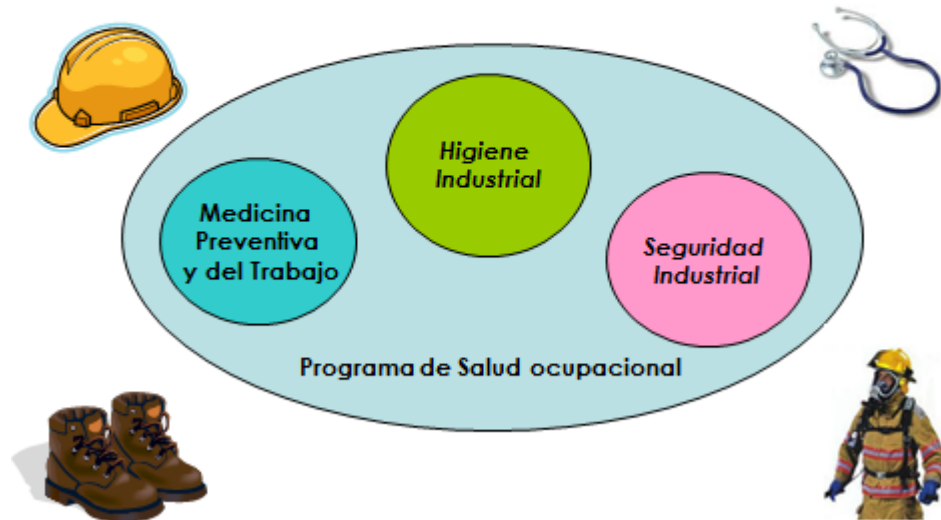 Higiene
Industrial
Medicina
Preventiva
y del Trabajo
Seguridad
Industrial
Programa de Salud ocupacional